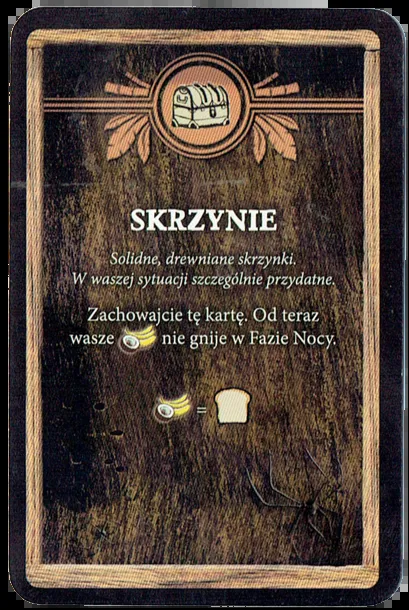 SKRZYNIE
Solidne, drewniane skrzynki.
W waszej sytuacji szczególnie przydatne.
Zachowajcie tę kartę. Od teraz
wasze nie gnije w Fazie Nocy.
=